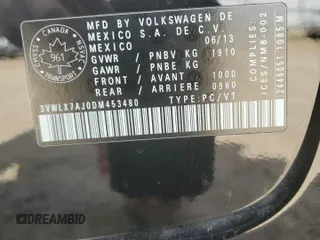 MFD BY VOLKSWAGEN DE
MEXICO S.A. DE C.V.
MEXICO 06/13
GVWR / PNBV KG 1910
GAWR / PNBE KG
FRONT / AVANT 1000
REAR / ARRIERE 0960
3VWLX7AJ0DM453480 TYPE:PC/VT
CANADA
961
TRANSPORT
COMPLIES:
ICES/NMB-002
DREAMBID